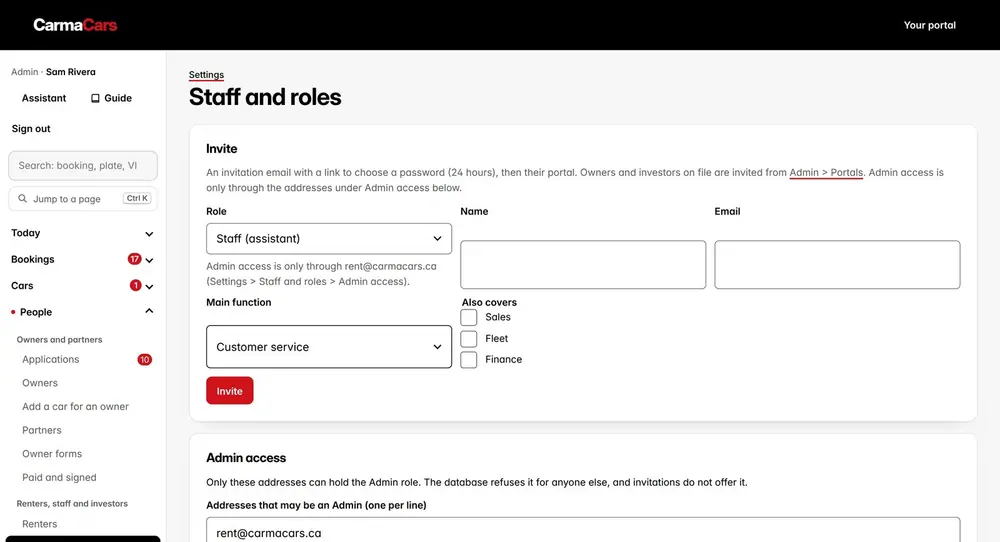 CarmaCars
Your portal
Admin · Sam Rivera
Assistant
Guide
Sign out
Search: booking, plate, VI
Jump to a page
Ctrl K
Today
Bookings
17
Cars
1
People
Owners and partners
Applications
10
Owners
Add a car for an owner
Partners
Owner forms
Paid and signed
Renters, staff and investors
Renters
Settings
Staff and roles
Invite
An invitation email with a link to choose a password (24 hours), then their portal. Owners and investors on file are invited from Admin > Portals. Admin access is
only through the addresses under Admin access below.
Role
Name
Email
Staff (assistant)
Admin access is only through rent@carmacars.ca
(Settings > Staff and roles > Admin access).
Main function
Also covers
Customer service
Sales
Fleet
Finance
Invite
Admin access
Only these addresses can hold the Admin role. The database refuses it for anyone else, and invitations do not offer it.
Addresses that may be an Admin (one per line)
rent@carmacars.ca